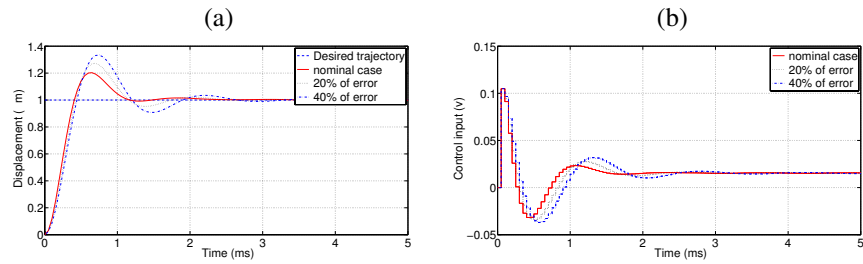 (a)
1.4
1.2
1
0.8
0.6
0.4
0.2
0
Displacement ( m)
Desired trajectory
nominal case
20% of error
40% of error
0 1 2 3 4 5
Time (ms)
(b)
0.15
0.1
0.05
0
−0.05
Control input (v)
nominal case
20% of error
40% of error
0 1 2 3 4 5
Time (ms)